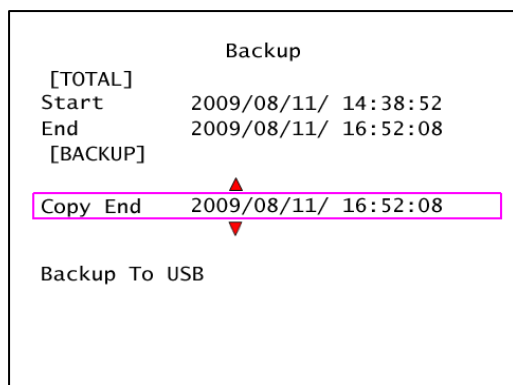 Backup
[TOTAL]
Start 2009/08/11/ 14:38:52
End 2009/08/11/ 16:52:08
[BACKUP]
Copy End 2009/08/11/ 16:52:08
Backup To USB